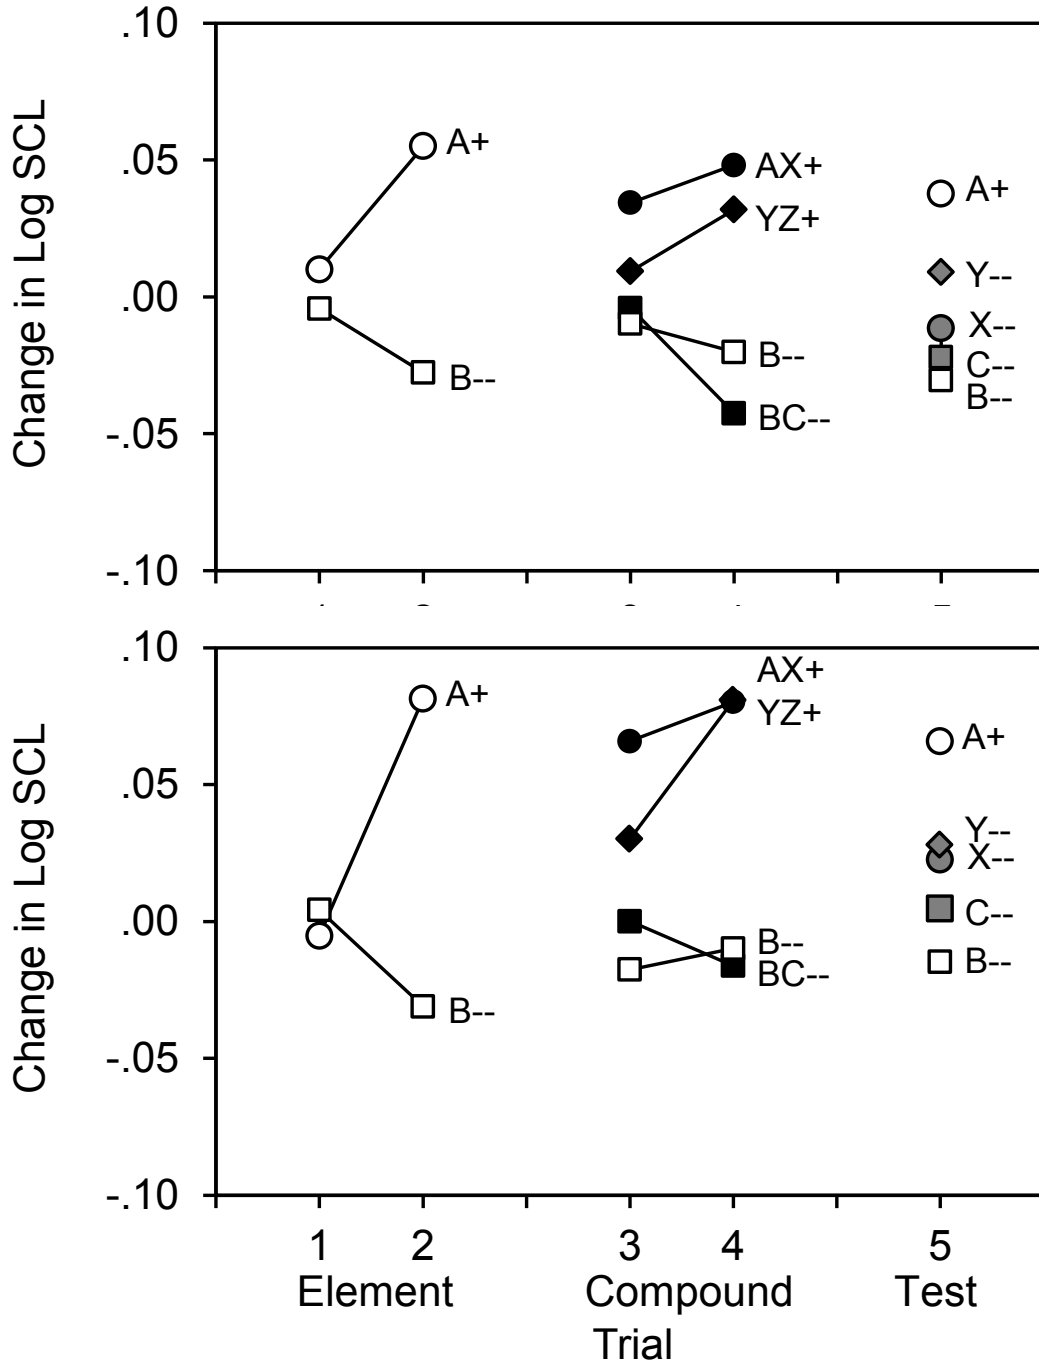 .10
.05
.00
-.05
-.10
Change in Log SCL
A+
B--
AX+
YZ+
B--
BC--
A+
Y--
X--
C--
B--
.10
.05
.00
-.05
-.10
Change in Log SCL
A+
B--
AX+
YZ+
B--
BC--
A+
Y--
X--
C--
B--
1 2 3 4 5
Element Compound Test
Trial